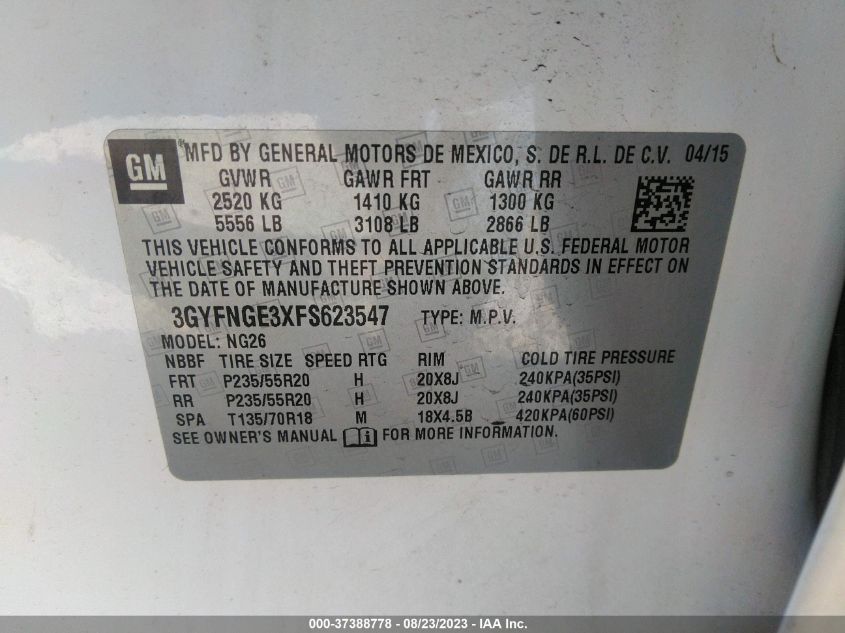 GM
® MFD BY GENERAL MOTORS DE MEXICO, S. DE R.L. DE C.V. 04/15
GVWR GAWR FRT GAWR RR
2520 KG 1410 KG 1300 KG
5556 LB 3108 LB 2866 LB
THIS VEHICLE CONFORMS TO ALL APPLICABLE U.S. FEDERAL MOTOR
VEHICLE SAFETY AND THEFT PREVENTION STANDARDS IN EFFECT ON
THE DATE OF MANUFACTURE SHOWN ABOVE.
3GYFNGE3XFS623547 TYPE: M.P.V.
MODEL: NG26
NBBF TIRE SIZE SPEED RTG RIM COLD TIRE PRESSURE
FRT P235/55R20 H 20X8J 240KPA(35PSI)
RR P235/55R20 H 20X8J 240KPA(35PSI)
SPA T135/70R18 M 18X4.5B 420KPA(60PSI)
SEE OWNER'S MANUAL i FOR MORE INFORMATION.
000-37388778 - 08/23/2023 - IAA Inc.